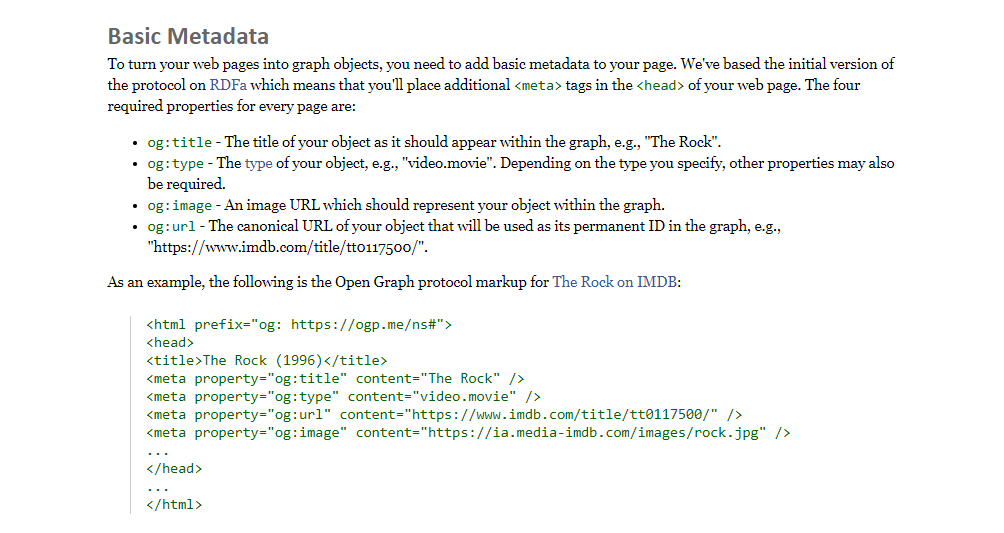 Basic Metadata
To turn your web pages into graph objects, you need to add basic metadata to your page. We've based the initial version of
the protocol on RDFa which means that you'll place additional <meta> tags in the <head> of your web page. The four
required properties for every page are:
• og:title - The title of your object as it should appear within the graph, e.g., "The Rock".
• og:type - The type of your object, e.g., "video.movie". Depending on the type you specify, other properties may also
be required.
• og:image - An image URL which should represent your object within the graph.
• og:url - The canonical URL of your object that will be used as its permanent ID in the graph, e.g.,
"https://www.imdb.com/title/tt0117500/".
As an example, the following is the Open Graph protocol markup for The Rock on IMDB:
<html prefix="og: https://ogp.me/ns#">
<head>
<title>The Rock (1996)</title>
<meta property="og:title" content="The Rock" />
<meta property="og:type" content="video.movie" />
<meta property="og:url" content="https://www.imdb.com/title/tt0117500/" />
<meta property="og:image" content="https://ia.media-imdb.com/images/rock.jpg" />
...
</head>
...
</html>